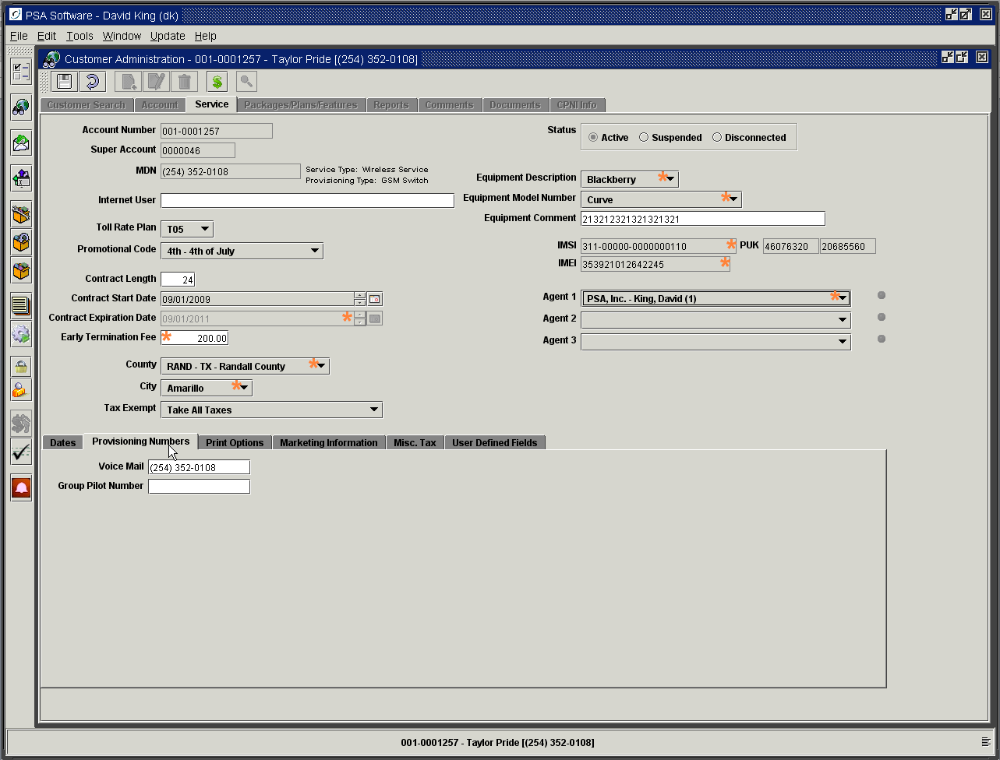 PSA Software - David King (dk)
File Edit Tools Window Update Help
Customer Administration - 001-0001257 - Taylor Pride [(254) 352-0108]
$
Customer Search Account Service Packages/Plans/Features Reports Comments Documents CPNI Info
Account Number 001-0001257
Status Active Suspended Disconnected
Super Account 0000046
MDN (254) 352-0108
Service Type: Wireless Service
Provisioning Type: GSM Switch
Equipment Description Blackberry
Internet User
Equipment Model Number Curve
Equipment Comment 213212321321321321
Toll Rate Plan T05
Promotional Code 4th - 4th of July
IMSI 311-00000-0000000110 PUK 46076320 20685560
IMEI 353921012642245
Contract Length 24
Contract Start Date 09/01/2009
Agent 1 PSA, Inc. - King, David (1)
Contract Expiration Date 09/01/2011
Agent 2
Early Termination Fee 200.00
Agent 3
County RAND - TX - Randall County
City Amarillo
Tax Exempt Take All Taxes
Dates Provisioning Numbers Print Options Marketing Information Misc. Tax User Defined Fields
Voice Mail (254) 352-0108
Group Pilot Number
001-0001257 - Taylor Pride [(254) 352-0108]